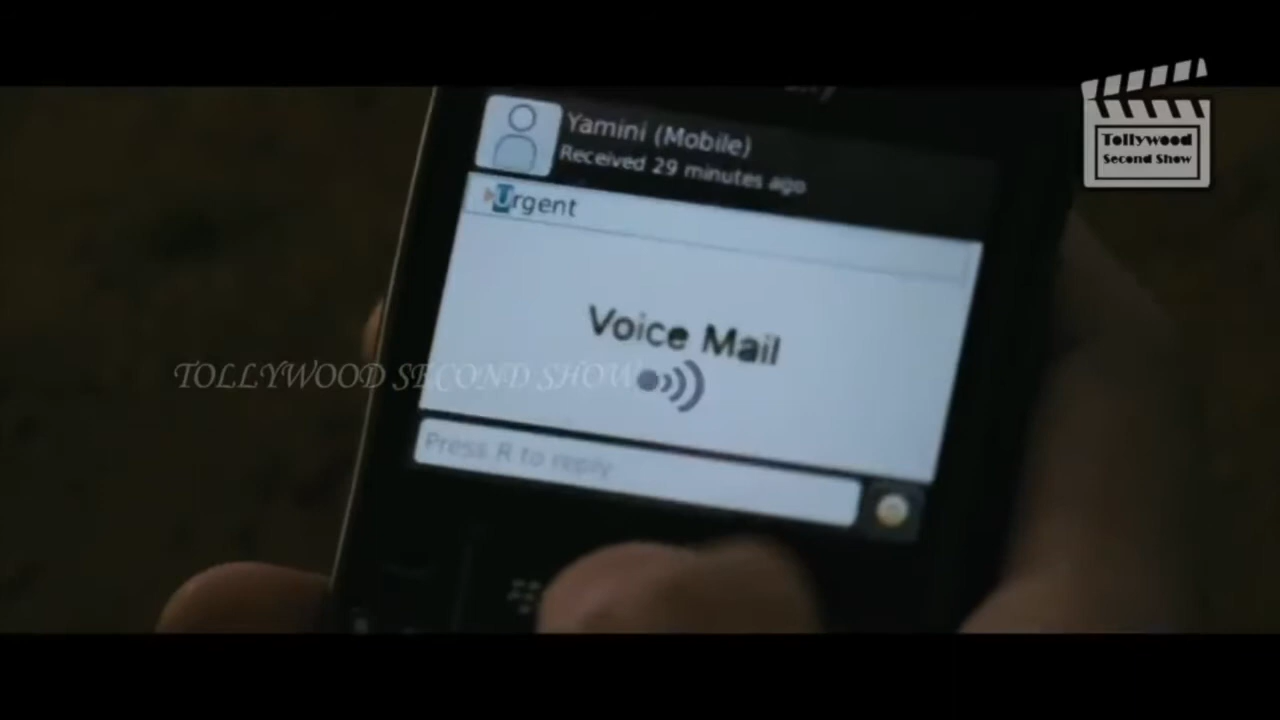 Yamini (Mobile)
Received 29 minutes ago
Urgent
Voice Mail
Press R to reply
Tollywood
Second Show
TOLLYWOOD SECOND SHOW